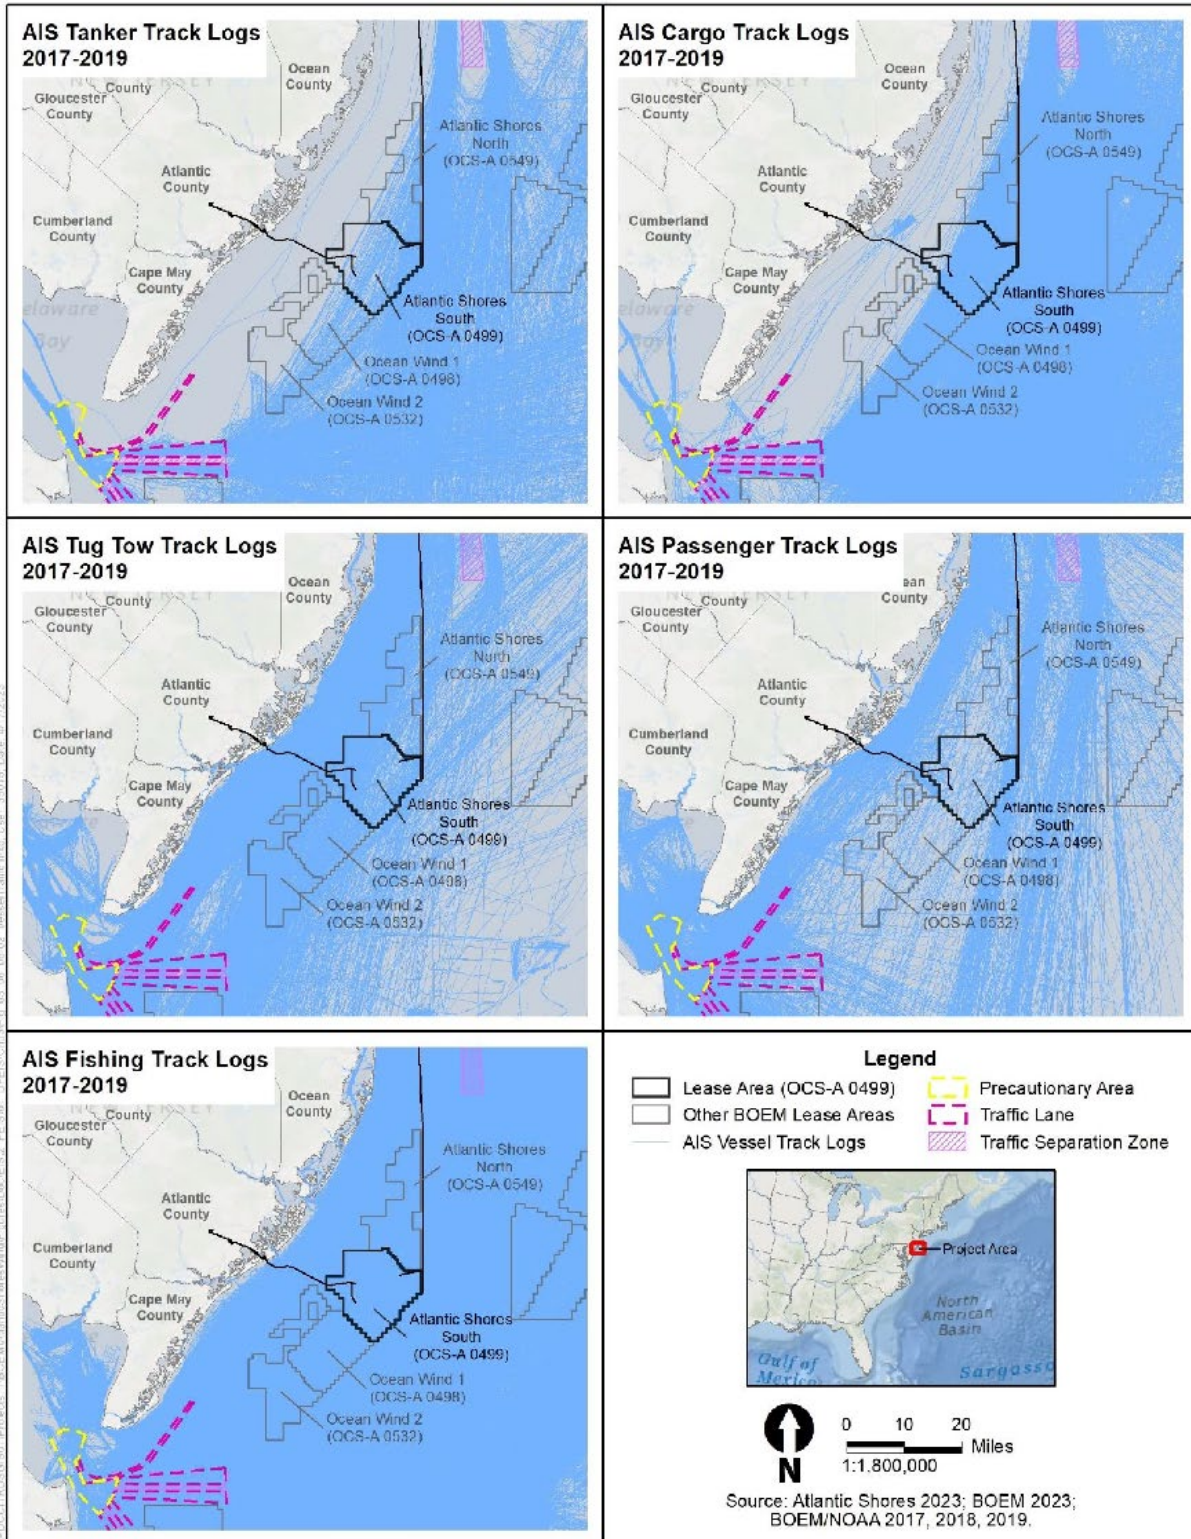 AIS Tanker Track Logs
2017-2019
NEW JERSEY
County
Gloucester
County
Ocean
County
Atlantic
County
Cumberland
County
Cape May
County
elaware
Bay
Atlantic Shores
North
(OCS-A 0549)
Atlantic Shores
South
(OCS-A 0499)
Ocean Wind 1
(OCS-A 0498)
Ocean Wind 2
(OCS-A 0532)
AIS Cargo Track Logs
2017-2019
County
Gloucester
County
Ocean
County
Atlantic
County
Cumberland
County
Cape May
County
elaware
Bay
Atlantic Shores
North
(OCS-A 0549)
Atlantic Shores
South
(OCS-A 0499)
Ocean Wind 1
(OCS-A 0498)
Ocean Wind 2
(OCS-A 0532)
AIS Tug Tow Track Logs
2017-2019
County
Gloucester
County
Ocean
County
Atlantic
County
Cumberland
County
Cape May
County
Atlantic Shores
North
(OCS-A 0549)
Atlantic Shores
South
(OCS-A 0499)
Ocean Wind 1
(OCS-A 0498)
Ocean Wind 2
(OCS-A 0532)
AIS Passenger Track Logs
2017-2019
County
Gloucester
County
ean
County
Atlantic
County
Cumberland
County
Cape May
County
Atlantic Shores
North
(OCS-A 0549)
Atlantic Shores
South
(OCS-A 0499)
Ocean Wind 1
(OCS-A 0498)
Ocean Wind 2
(OCS-A 0532)
AIS Fishing Track Logs
2017-2019
County
Gloucester
County
Ocean
County
Atlantic
County
Cumberland
County
Cape May
County
Atlantic Shores
North
(OCS-A 0549)
Atlantic Shores
South
(OCS-A 0499)
Ocean Wind 1
(OCS-A 0498)
Ocean Wind 2
(OCS-A 0532)
Legend
Lease Area (OCS-A 0499)
Other BOEM Lease Areas
AIS Vessel Track Logs
Precautionary Area
Traffic Lane
Traffic Separation Zone
Project Area
North
American
Basin
Gulf of
Mexico
Sargasso
N
0 10 20
Miles
1:1,800,000
Source: Atlantic Shores 2023; BOEM 2023;
BOEM/NOAA 2017, 2018, 2019.